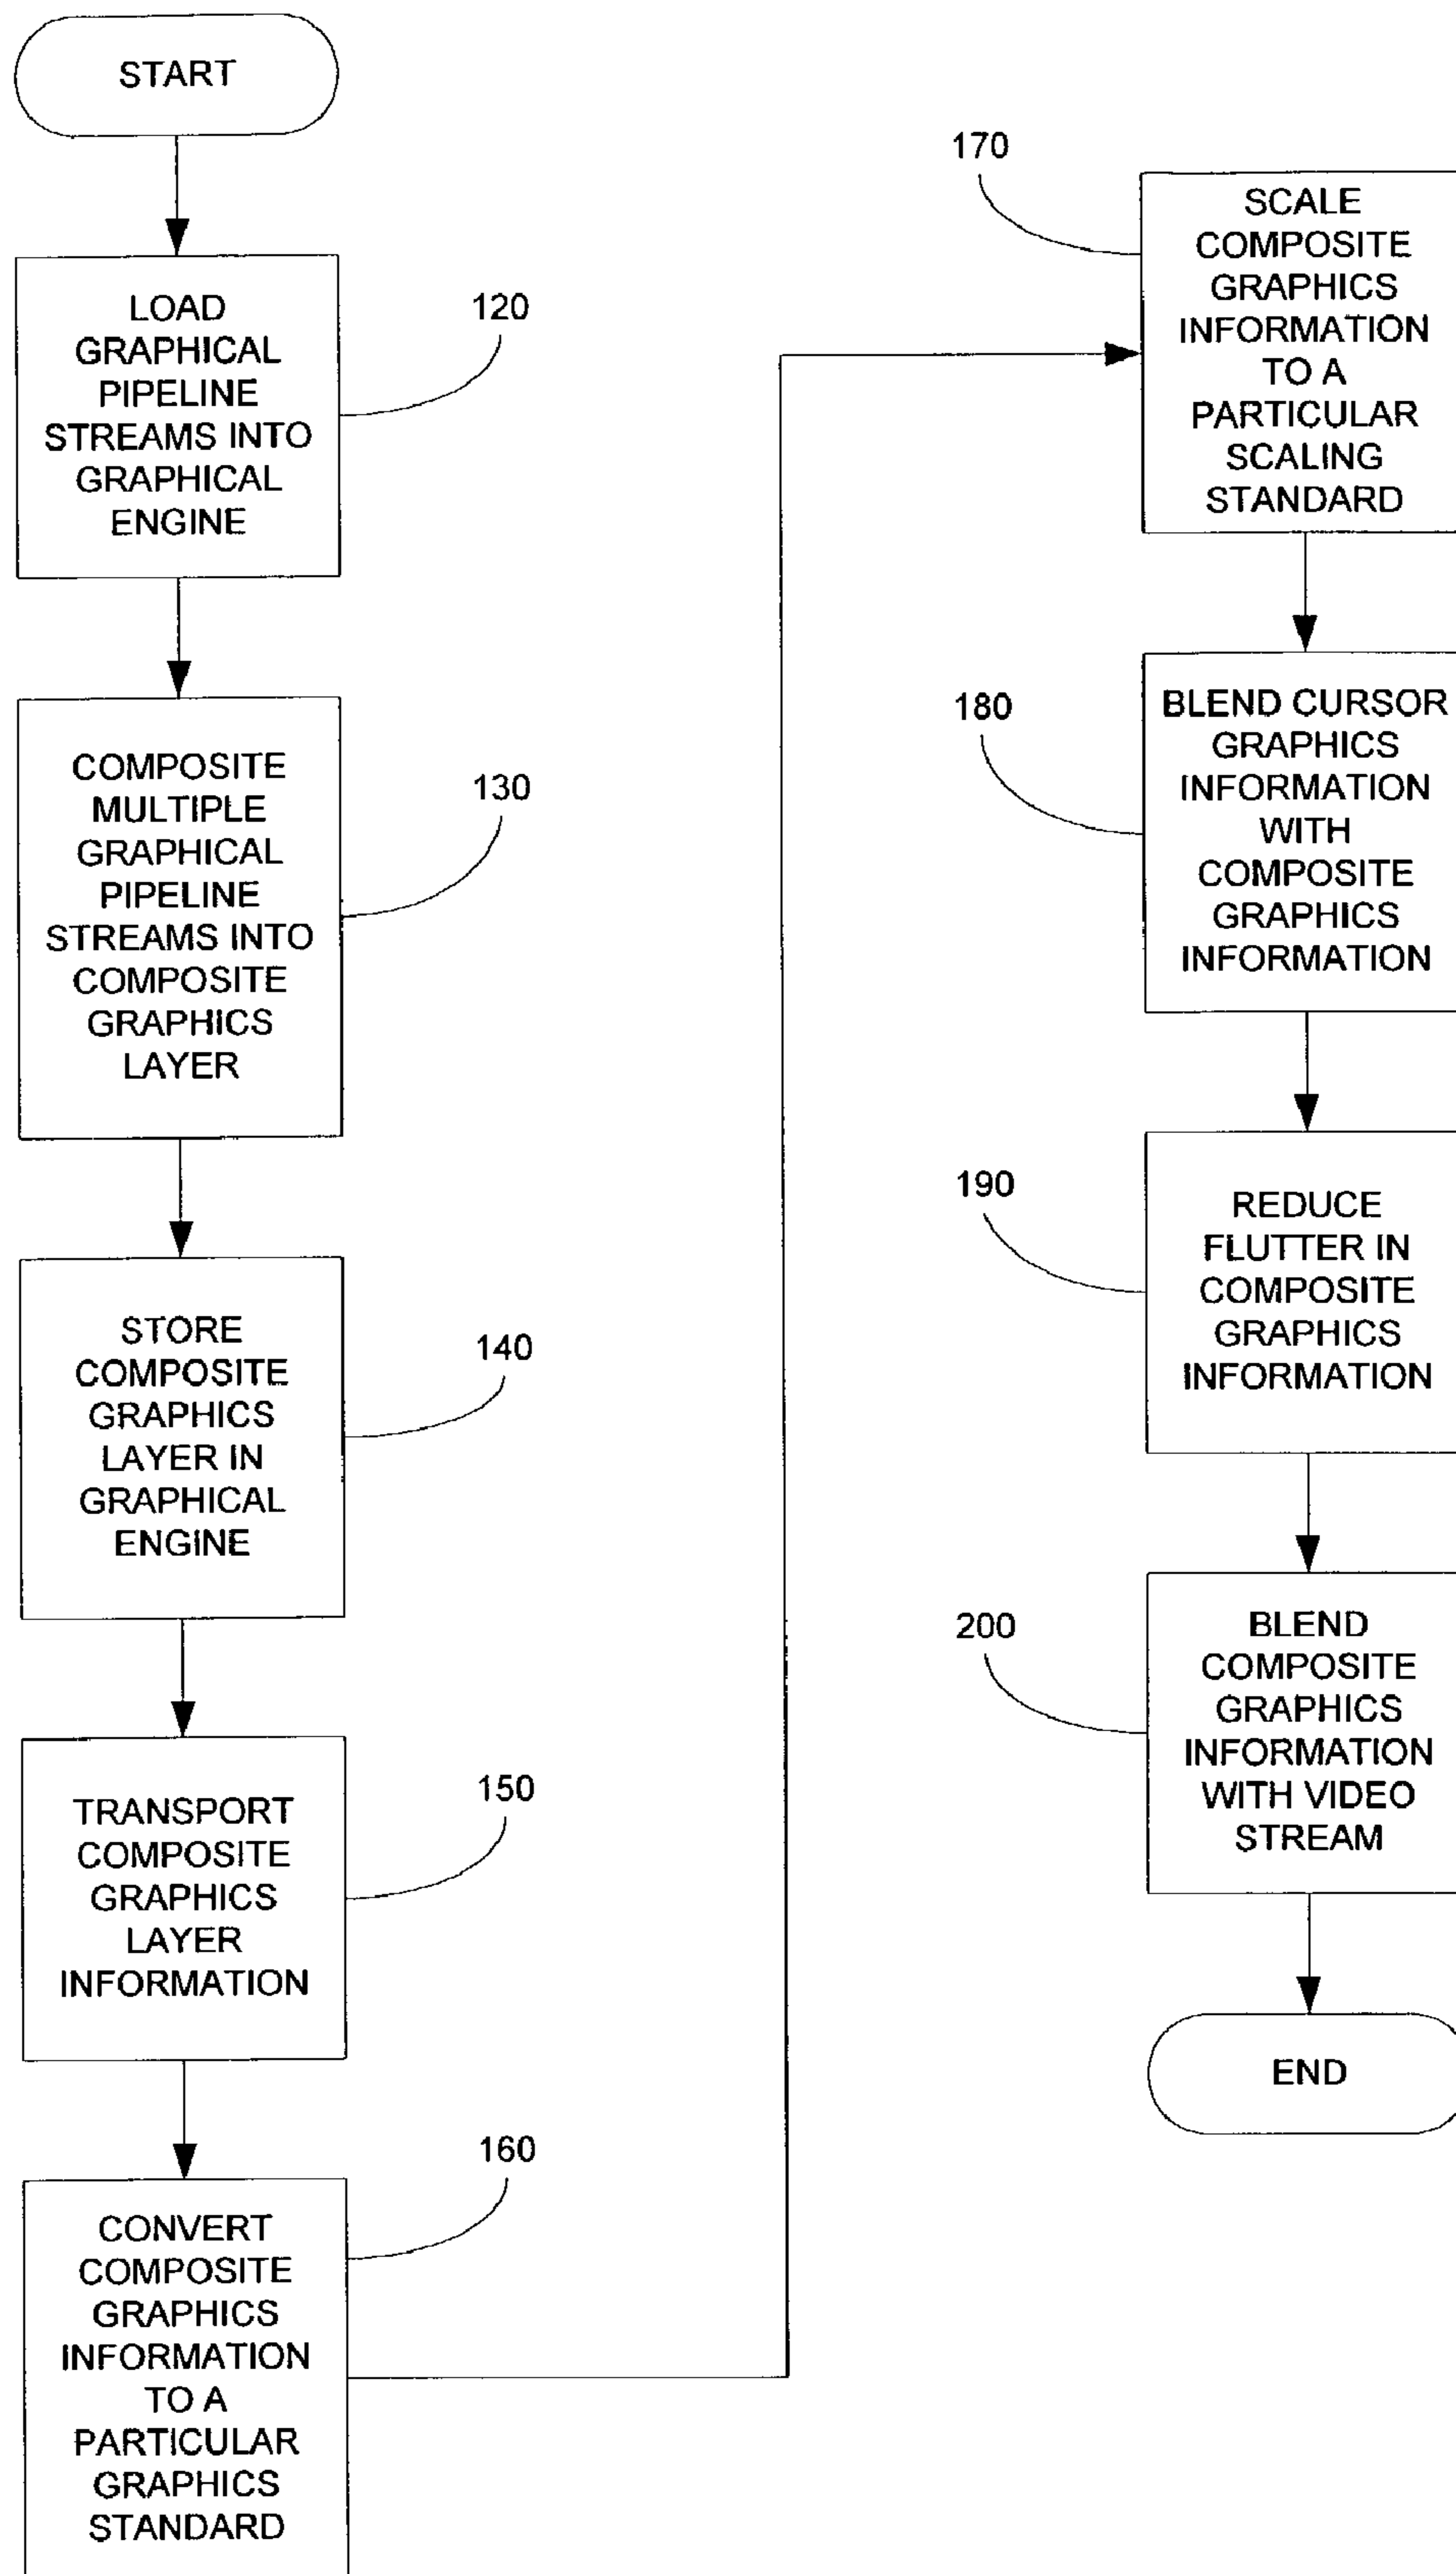 START
LOAD
GRAPHICAL
PIPELINE
STREAMS INTO
GRAPHICAL
ENGINE
120
COMPOSITE
MULTIPLE
GRAPHICAL
PIPELINE
STREAMS INTO
COMPOSITE
GRAPHICS
LAYER
130
STORE
COMPOSITE
GRAPHICS
LAYER IN
GRAPHICAL
ENGINE
140
TRANSPORT
COMPOSITE
GRAPHICS
LAYER
INFORMATION
150
CONVERT
COMPOSITE
GRAPHICS
INFORMATION
TO A
PARTICULAR
GRAPHICS
STANDARD
160
170
SCALE
COMPOSITE
GRAPHICS
INFORMATION
TO A
PARTICULAR
SCALING
STANDARD
180
BLEND CURSOR
GRAPHICS
INFORMATION
WITH
COMPOSITE
GRAPHICS
INFORMATION
190
REDUCE
FLUTTER IN
COMPOSITE
GRAPHICS
INFORMATION
200
BLEND
COMPOSITE
GRAPHICS
INFORMATION
WITH VIDEO
STREAM
END